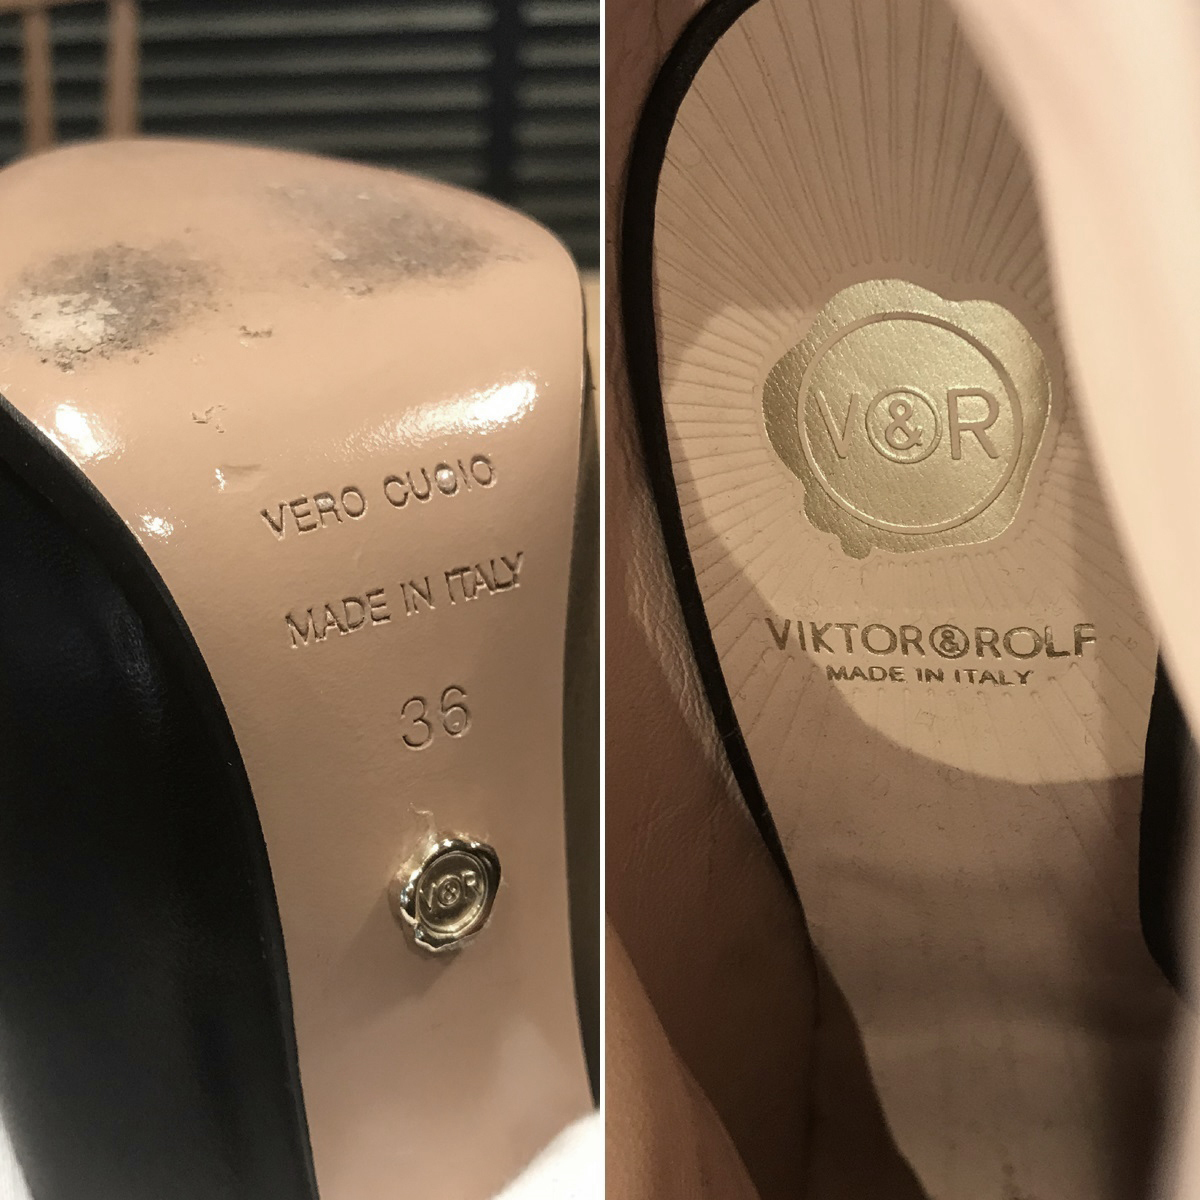 VERO CUOIO
MADE IN ITALY
36
V&R
V&R
VIKTOR&ROLF
MADE IN ITALY